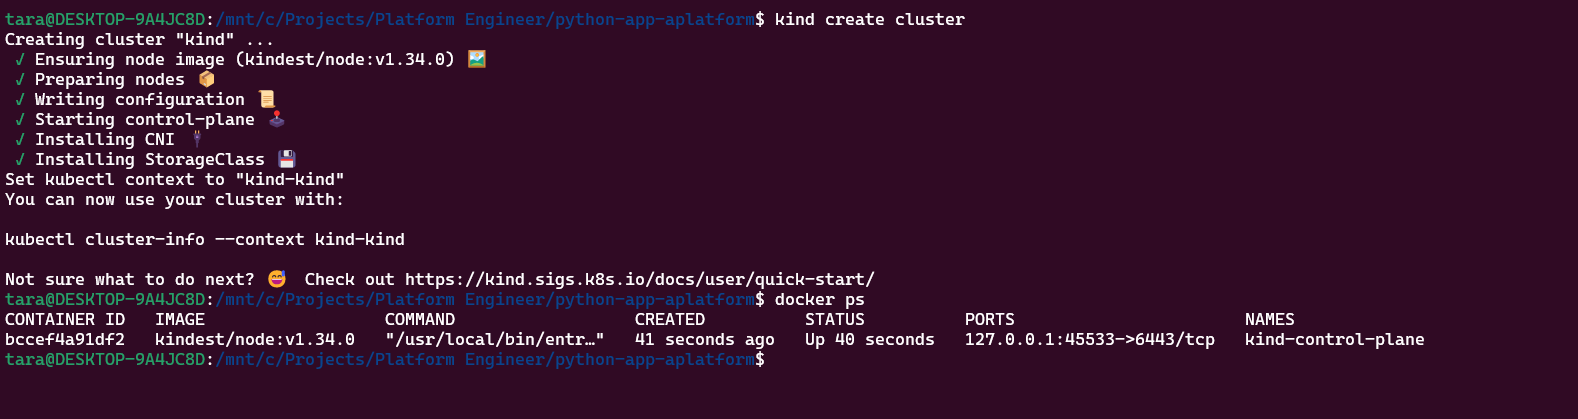 tara@DESKTOP-9A4JC8D:/mnt/c/Projects/Platform Engineer/python-app-aplatform$ kind create cluster
Creating cluster "kind" ...
 ✓ Ensuring node image (kindest/node:v1.34.0) 🖼
 ✓ Preparing nodes 📦
 ✓ Writing configuration 📜
 ✓ Starting control-plane 🕹️
 ✓ Installing CNI 🔌
 ✓ Installing StorageClass 💾
Set kubectl context to "kind-kind"
You can now use your cluster with:

kubectl cluster-info --context kind-kind

Not sure what to do next? 😅  Check out https://kind.sigs.k8s.io/docs/user/quick-start/
tara@DESKTOP-9A4JC8D:/mnt/c/Projects/Platform Engineer/python-app-aplatform$ docker ps
CONTAINER ID   IMAGE                  COMMAND                  CREATED          STATUS          PORTS                       NAMES
bccef4a91df2   kindest/node:v1.34.0   "/usr/local/bin/entr…"   41 seconds ago   Up 40 seconds   127.0.0.1:45533->6443/tcp   kind-control-plane
tara@DESKTOP-9A4JC8D:/mnt/c/Projects/Platform Engineer/python-app-aplatform$